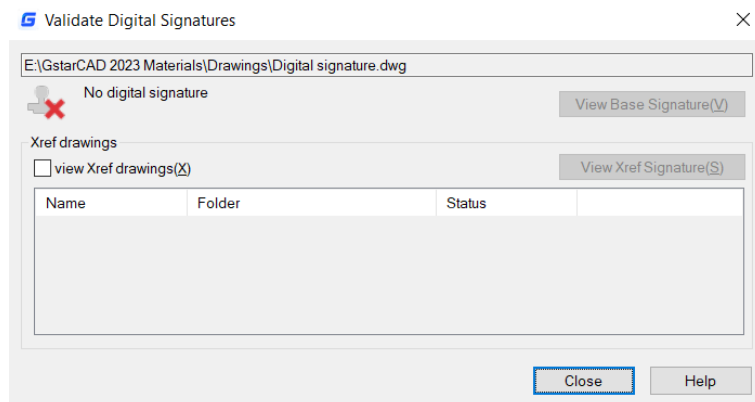 Validate Digital Signatures
E:\GstarCAD 2023 Materials\Drawings\Digital signature.dwg
No digital signature
View Base Signature(V)
Xref drawings
view Xref drawings(X)
View Xref Signature(S)
Name Folder Status
Close Help